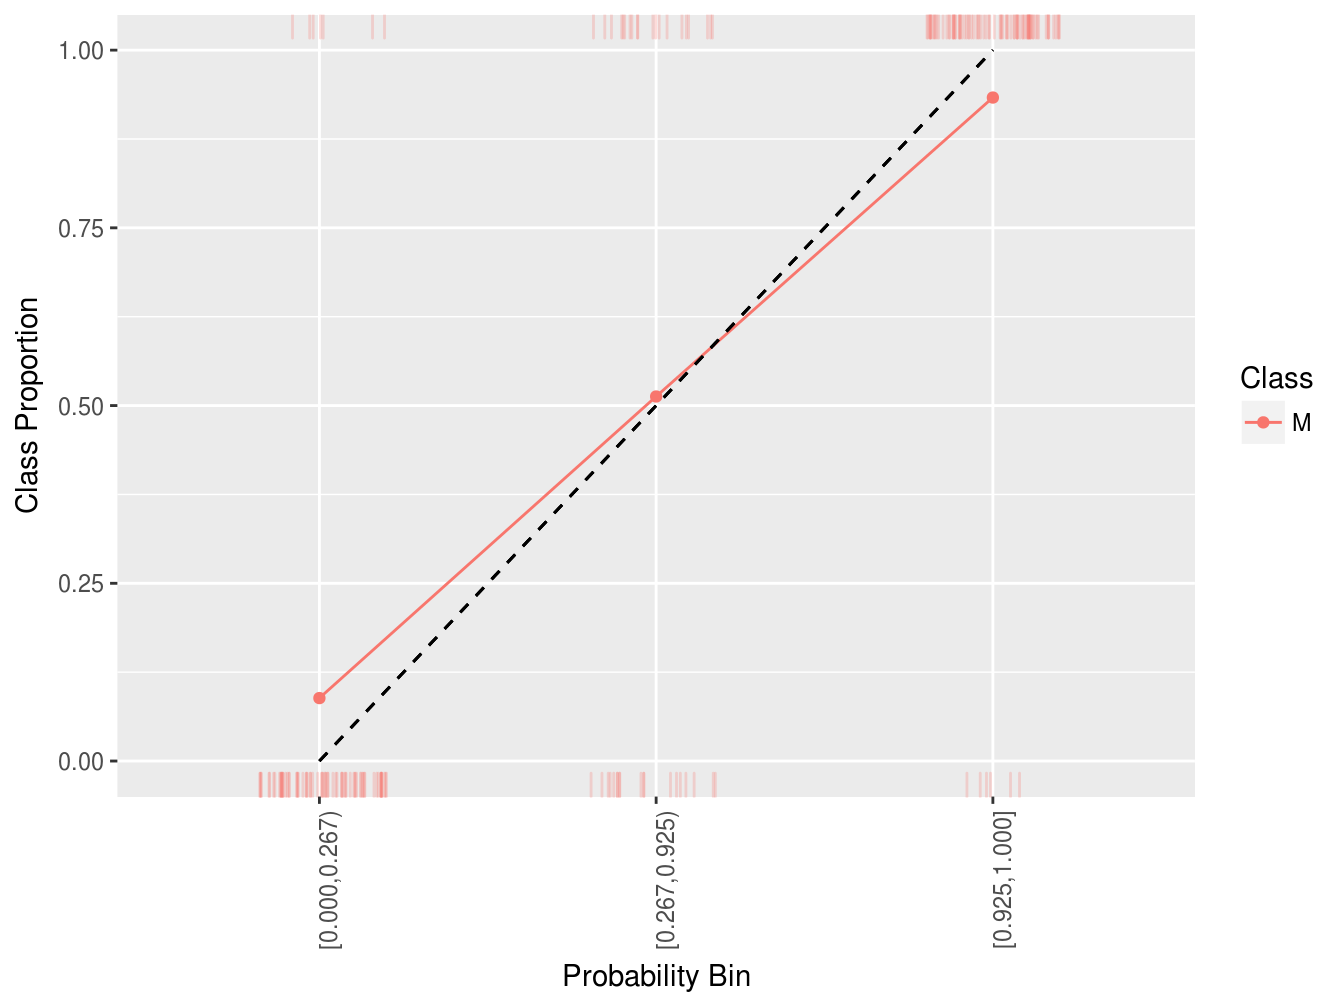 1.00
0.75
0.50
0.25
0.00
Class Proportion
[0.000,0.267)
[0.267,0.925)
[0.925,1.000]
Probability Bin
Class
M